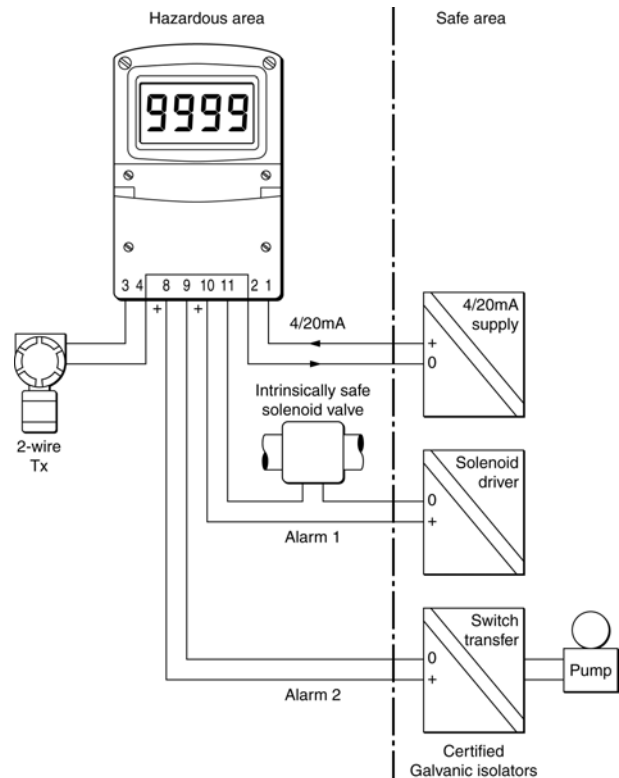 Hazardous area
Safe area
9999
3 4 8 9 10 11 2 1
+ +
4/20mA
4/20mA
supply
+
0
2-wire
Tx
Intrinsically safe
solenoid valve
Solenoid
driver
0
+
Alarm 1
Switch
transfer
0
+
Pump
Alarm 2
Certified
Galvanic isolators